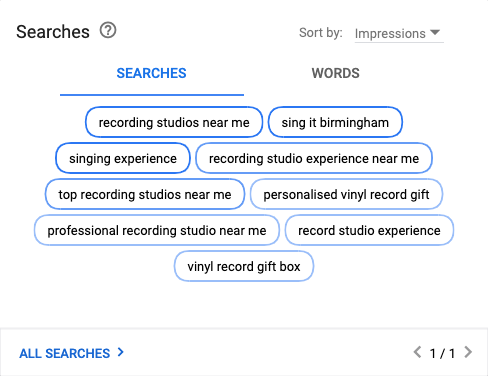 Searches
Sort by: Impressions
SEARCHES WORDS
recording studios near me sing it birmingham
singing experience recording studio experience near me
top recording studios near me personalised vinyl record gift
professional recording studio near me record studio experience
vinyl record gift box
ALL SEARCHES 1 / 1